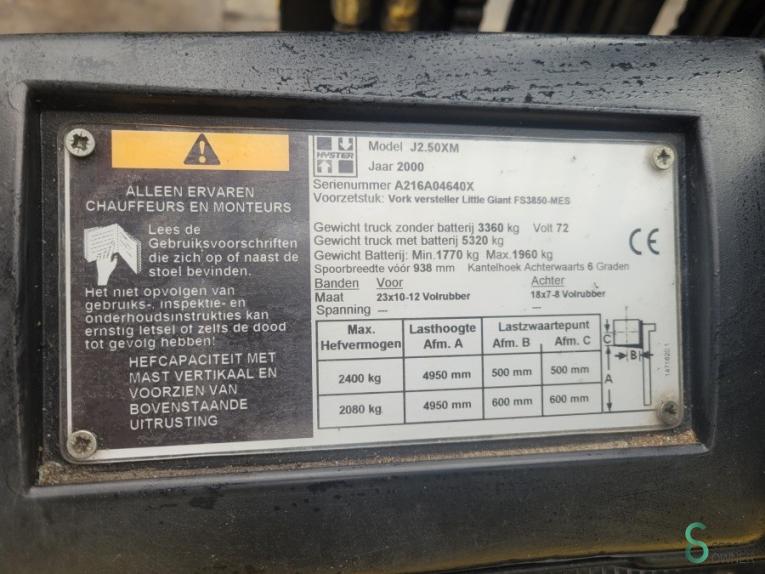 ALLEEN ERVAREN
CHAUFFEURS EN MONTEURS
Lees de
Gebruiksvoorschriften
die zich op of naast de
stoel bevinden.
Het niet opvolgen van
gebruiks-, inspektie- en
onderhoudsinstrukties kan
ernstig letsel of zelfs de dood
tot gevolg hebben!
HEFCAPACITEIT MET
MAST VERTIKAAL EN
VOORZIEN VAN
BOVENSTAANDE
UITRUSTING
HYSTER
Model J2.50XM
Jaar 2000
Serienummer A216A04640X
Voorzetstuk: Vork versteller Little Giant FS3850-MES
Gewicht truck zonder batterij 3360 kg Volt 72
Gewicht truck met batterij 5320 kg
Gewicht Batterij: Min.1770 kg Max.1960 kg
Spoorbreedte vóór 938 mm Kantelhoek Achterwaarts 6 Graden
CE
Banden Voor Achter
Maat 23x10-12 Volrubber 18x7-8 Volrubber
Spanning --- ---
Max. Hefvermogen Lasthoogte Afm. A Lastzwaartepunt Afm. B Afm. C
2400 kg 4950 mm 500 mm 500 mm
2080 kg 4950 mm 600 mm 600 mm
C
B
A
OWNER